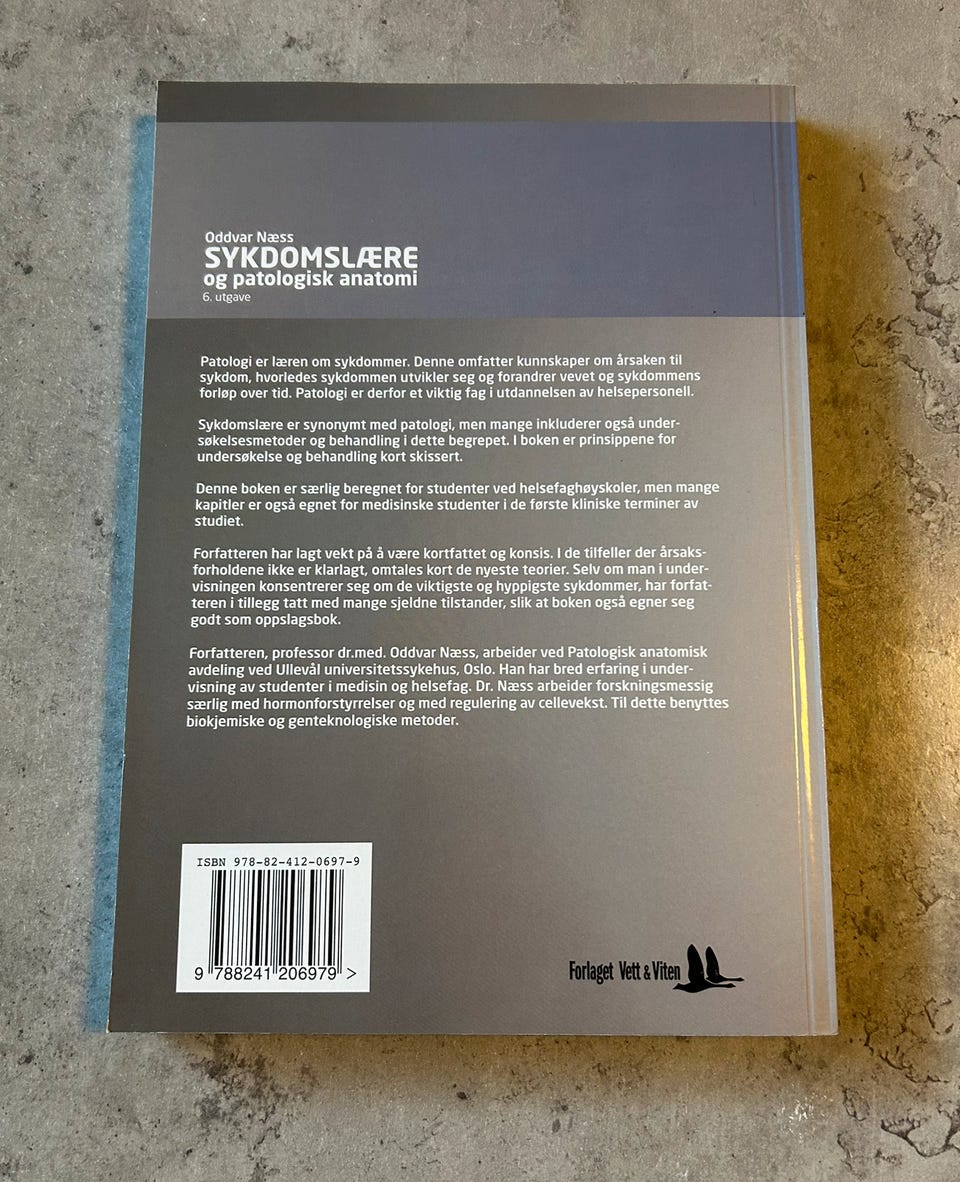 Oddvar Næss
SYKDOMSLÆRE
og patologisk anatomi
6. utgave
Patologi er læren om sykdommer. Denne omfatter kunnskaper om årsaken til
sykdom, hvorledes sykdommen utvikler seg og forandrer vevet og sykdommens
forløp over tid. Patologi er derfor et viktig fag i utdannelsen av helsepersonell.
Sykdomslære er synonymt med patologi, men mange inkluderer også under-
søkelsesmetoder og behandling i dette begrepet. I boken er prinsippene for
undersøkelse og behandling kort skissert.
Denne boken er særlig beregnet for studenter ved helsefaghøyskoler, men mange
kapitler er også egnet for medisinske studenter i de første kliniske terminer av
studiet.
Forfatteren har lagt vekt på å være kortfattet og konsis. I de tilfeller der årsaks-
forholdene ikke er klarlagt, omtales kort de nyeste teorier. Selv om man i under-
visningen konsentrerer seg om de viktigste og hyppigste sykdommer, har forfat-
teren i tillegg tatt med mange sjeldne tilstander, slik at boken også egner seg
godt som oppslagsbok.
Forfatteren, professor dr.med. Oddvar Næss, arbeider ved Patologisk anatomisk
avdeling ved Ullevål universitetssykehus, Oslo. Han har bred erfaring i under-
visning av studenter i medisin og helsefag. Dr. Næss arbeider forskningsmessig
særlig med hormonforstyrrelser og med regulering av cellevekst. Til dette benyttes
biokjemiske og genteknologiske metoder.
ISBN 978-82-412-0697-9
9 788241 206979 >
Forlaget Vett & Viten